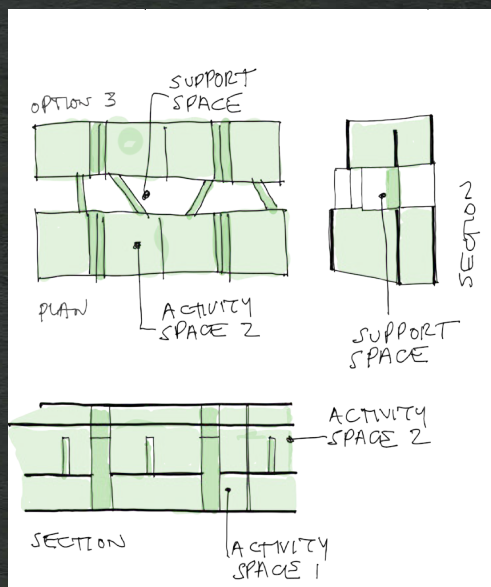 OPTION 3
SUPPORT
SPACE
PLAN
ACTIVITY
SPACE 2
SECTION
SUPPORT
SPACE
ACTIVITY
SPACE 2
SECTION
ACTIVITY
SPACE 1